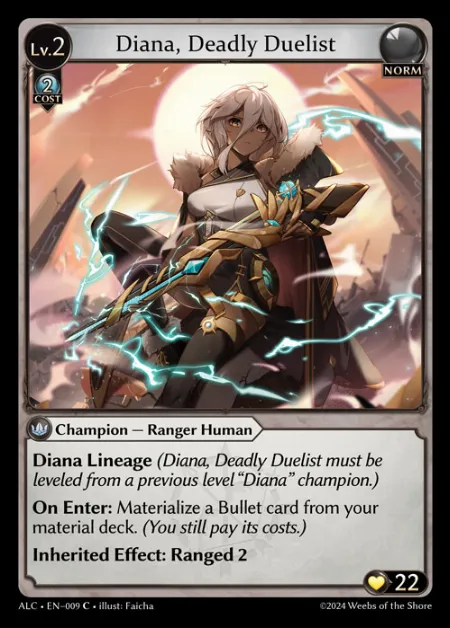 Lv.2
Diana, Deadly Duelist
NORM
2
COST
Champion — Ranger Human
Diana Lineage (Diana, Deadly Duelist must be
leveled from a previous level “Diana” champion.)
On Enter: Materialize a Bullet card from your
material deck. (You still pay its costs.)
Inherited Effect: Ranged 2
22
ALC • EN-009 C • illust: Faicha
©2024 Weebs of the Shore